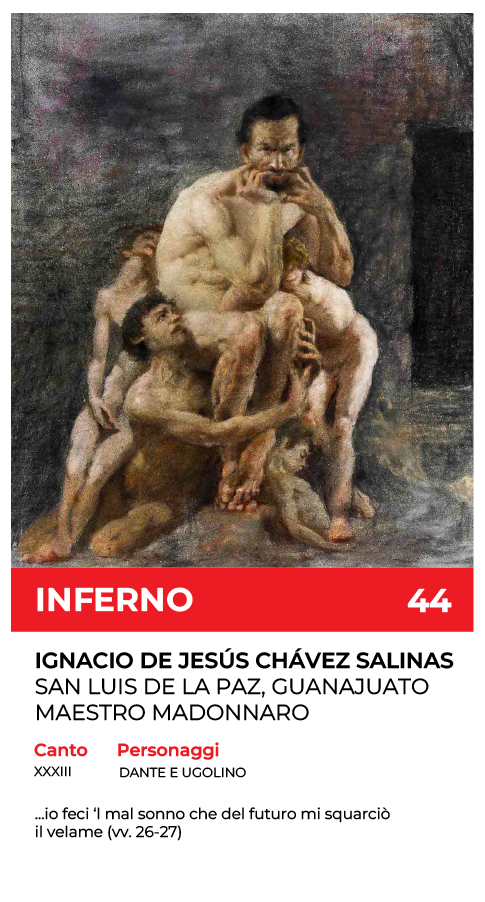 INFERNO 44
IGNACIO DE JESÚS CHÁVEZ SALINAS
SAN LUIS DE LA PAZ, GUANAJUATO
MAESTRO MADONNARO
Canto Personaggi
XXXIII DANTE E UGOLINO
...io feci ‘l mal sonno che del futuro mi squarciò
il velame (vv. 26-27)